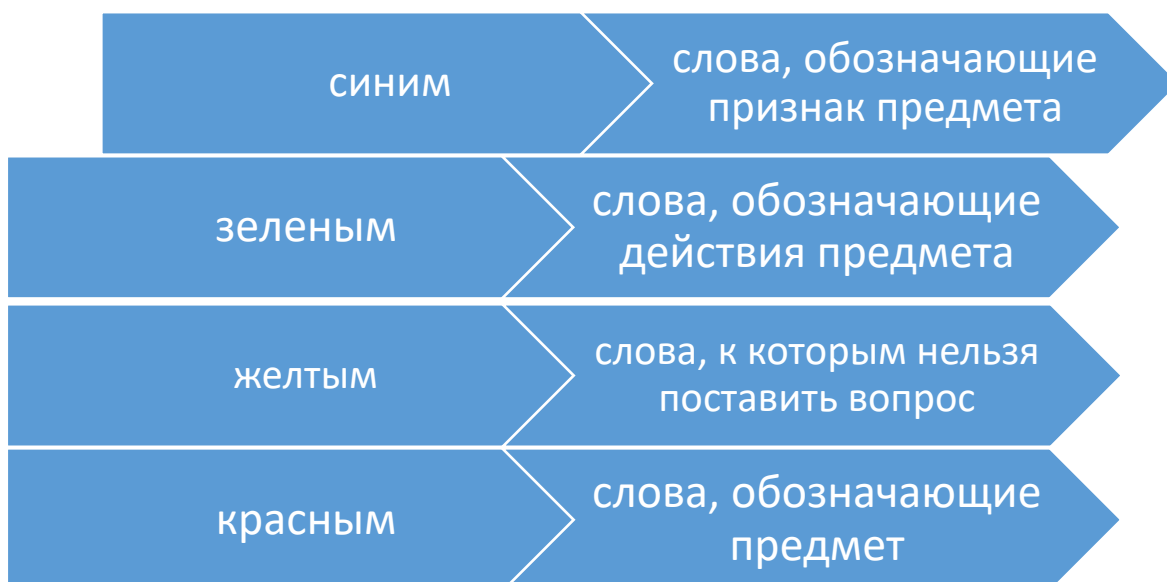 синим
слова, обозначающие
признак предмета
зеленым
слова, обозначающие
действия предмета
желтым
слова, к которым нельзя
поставить вопрос
красным
слова, обозначающие
предмет